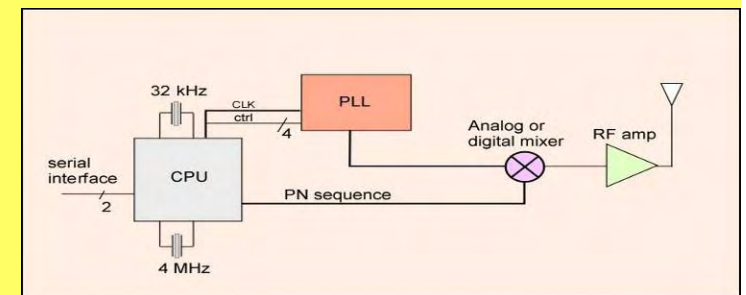 32 kHz
CLK
ctrl
4
PLL
Analog or
digital mixer
RF amp
serial
interface
2
CPU
PN sequence
4 MHz